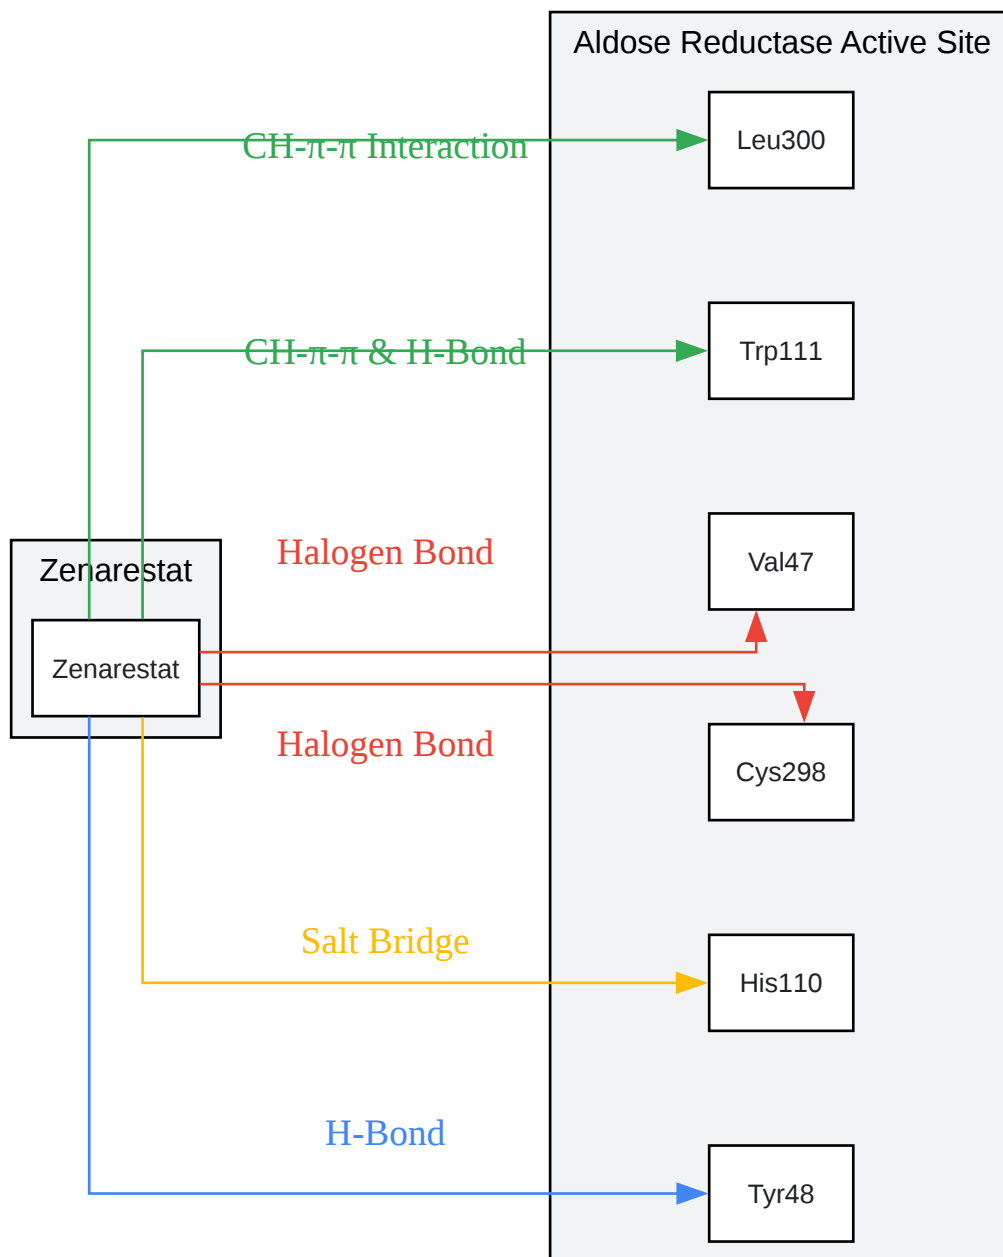 Aldose Reductase Active Site
CH-π-π Interaction
Leu300
CH-π-π & H-Bond
Trp111
Halogen Bond
Val47
Zenarestat
Zenarestat
Halogen Bond
Cys298
Salt Bridge
His110
H-Bond
Tyr48